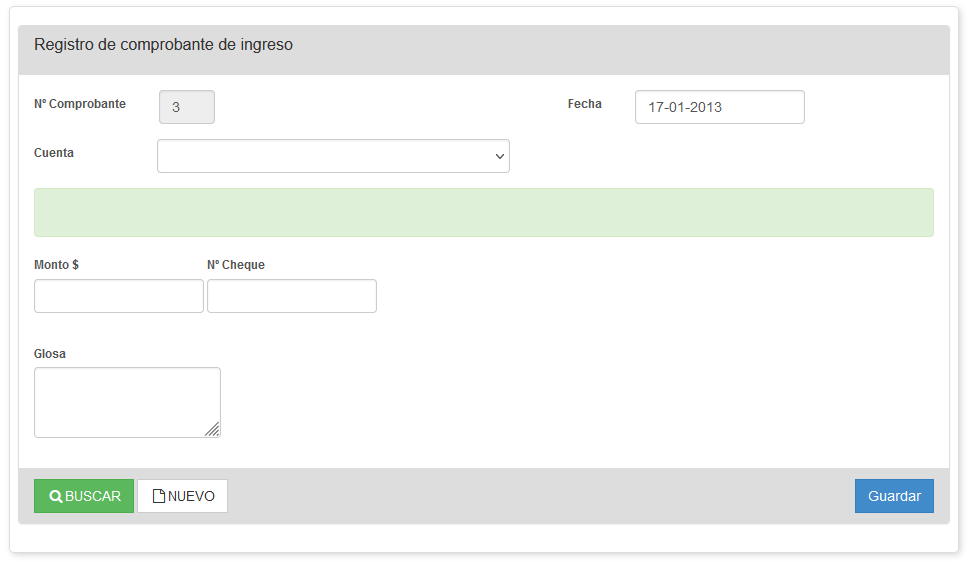 Registro de comprobante de ingreso
Nº Comprobante 3 Fecha 17-01-2013
Cuenta
Monto $ Nº Cheque
Glosa
BUSCAR NUEVO Guardar